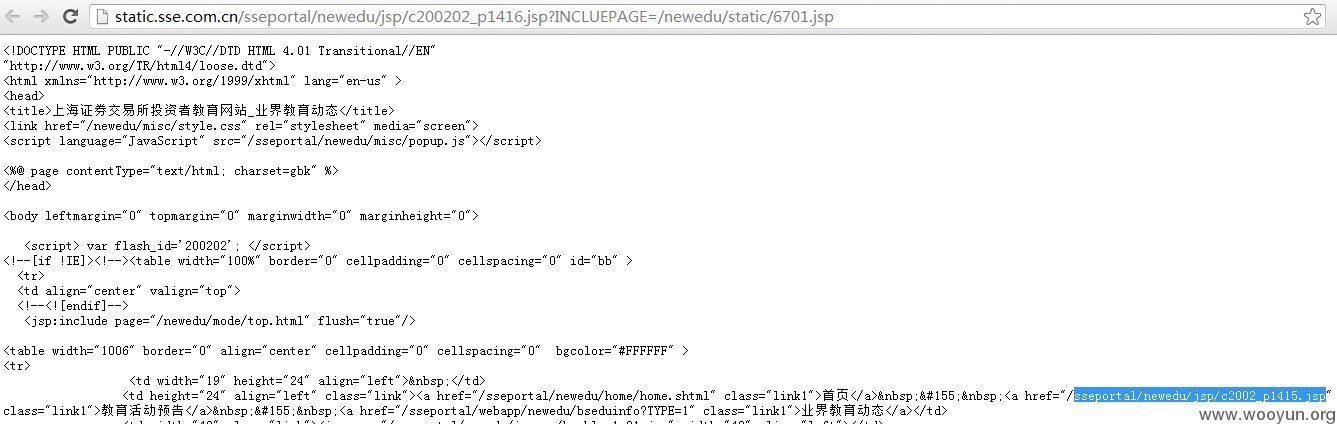 static.sse.com.cn/sseportal/newedu/jsp/c200202_p1416.jsp?INCLUEPAGE=/newedu/static/6701.jsp
<!DOCTYPE HTML PUBLIC "-//W3C//DTD HTML 4.01 Transitional//EN"
"http://www.w3.org/TR/html4/loose.dtd">
<html xmlns="http://www.w3.org/1999/xhtml" lang="en-us" >
<head>
<title>上海证券交易所投资者教育网站_业界教育动态</title>
<link href="/newedu/misc/style.css" rel="stylesheet" media="screen">
<script language="JavaScript" src="/sseportal/newedu/misc/popup.js"></script>
<%@ page contentType="text/html; charset=gbk" %>
</head>
<body leftmargin="0" topmargin="0" marginwidth="0" marginheight="0">
<script> var flash_id='200202'; </script>
<!--[if !IE]><!--><table width="100%" border="0" cellpadding="0" cellspacing="0" id="bb" >
<tr>
<td align="center" valign="top">
<!--<![endif]-->
<jsp:include page="/newedu/mode/top.html" flush="true"/>
<table width="1006" border="0" align="center" cellpadding="0" cellspacing="0"  bgcolor="#FFFFFF" >
<tr>
<td width="19" height="24" align="left">&nbsp;</td>
<td height="24" align="left" class="link"><a href="/sseportal/newedu/home/home.shtml" class="link1">首页</a>&nbsp;&#155;&nbsp;<a href="/sseportal/newedu/jsp/c2002_p1415.jsp"
class="link1">教育活动预告</a>&nbsp;&#155;&nbsp;<a href="/sseportal/webapp/newedu/bseduinfo?TYPE=1" class="link1">业界教育动态</a></td>
www.wooyun.org